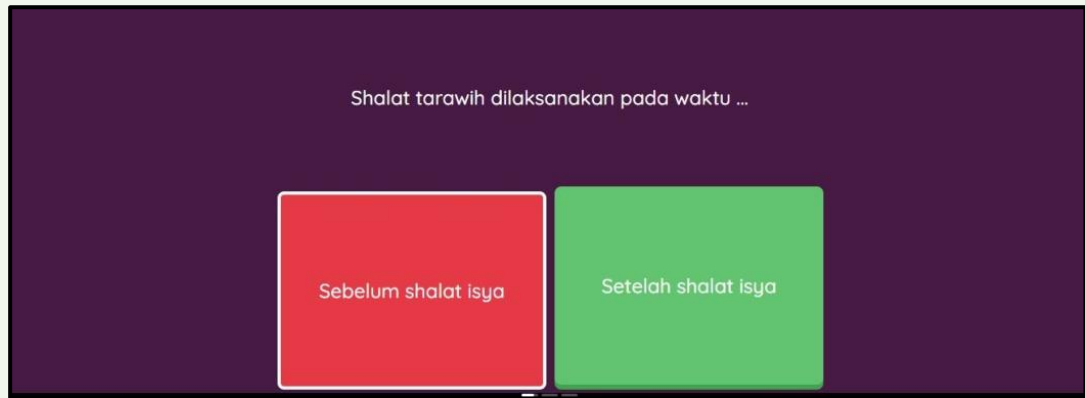 Shalat tarawih dilaksanakan pada waktu ...
Sebelum shalat isya
Setelah shalat isya